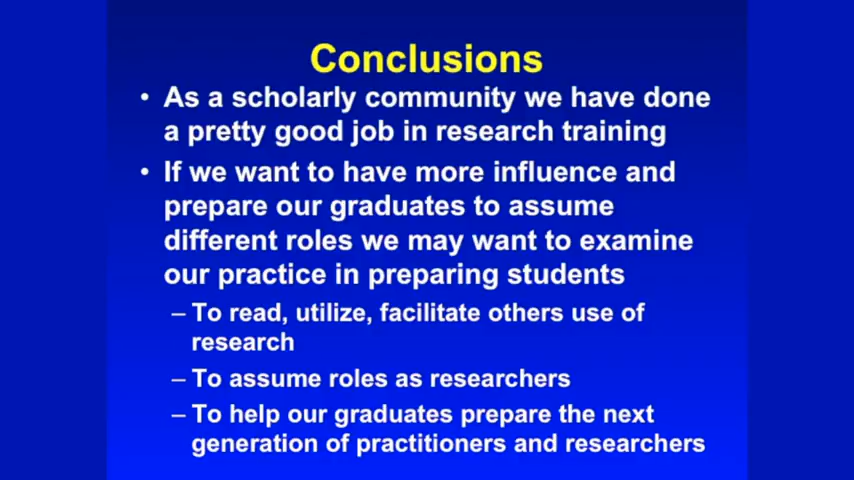 Conclusions
• As a scholarly community we have done
a pretty good job in research training
• If we want to have more influence and
prepare our graduates to assume
different roles we may want to examine
our practice in preparing students
– To read, utilize, facilitate others use of
research
– To assume roles as researchers
– To help our graduates prepare the next
generation of practitioners and researchers